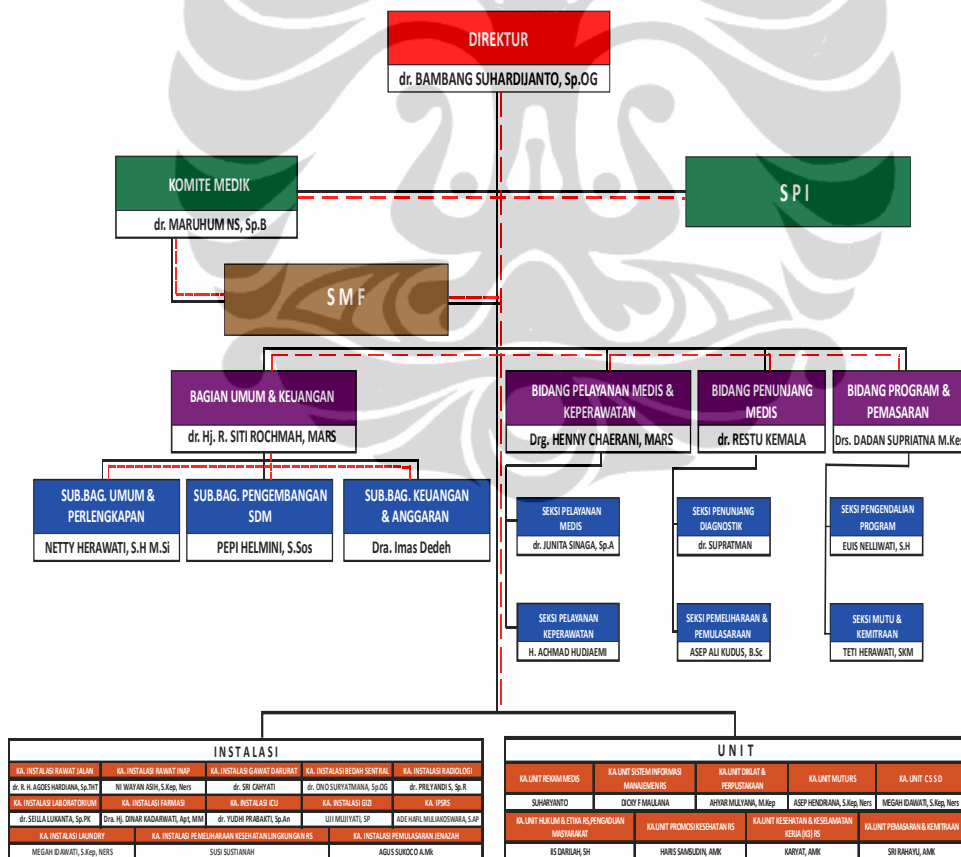 DIREKTUR
dr. BAMBANG SUHARDIJANTO, Sp.OG
KOMITE MEDIK
dr. MARUHUM NS, Sp.B
S P I
S M F
BAGIAN UMUM & KEUANGAN
dr. Hj. R. SITI ROCHMAH, MARS
BIDANG PELAYANAN MEDIS &
KEPERAWATAN
Drg. HENNY CHAERANI, MARS
BIDANG PENUNJANG
MEDIS
dr. RESTU KEMALA
BIDANG PROGRAM &
PEMASARAN
Drs. DADAN SUPRIATNA M.Kes
SUB.BAG. UMUM &
PERLENGKAPAN
NETTY HERAWATI, S.H M.Si
SUB.BAG. PENGEMBANGAN
SDM
PEPI HELMINI, S.Sos
SUB.BAG. KEUANGAN
& ANGGARAN
Dra. Imas Dedeh
SEKSI PELAYANAN
MEDIS
dr. JUNITA SINAGA, Sp.A
SEKSI PENUNJANG
DIAGNOSTIK
dr. SUPRATMAN
SEKSI PENGENDALIAN
PROGRAM
EUIS NELLIWATI, S.H
SEKSI PELAYANAN
KEPERAWATAN
H. ACHMAD HUDJAEMI
SEKSI PEMELIHARAAN &
PEMULASARAAN
ASEP ALI KUDUS, B.Sc
SEKSI MUTU &
KEMITRAAN
TETI HERAWATI, SKM
INSTALASI
KA. INSTALASI RAWAT JALAN
KA. INSTALASI RAWAT INAP
KA. INSTALASI GAWAT DARURAT
KA. INSTALASI BEDAH SENTRAL
KA. INSTALASI RADIOLOGI
dr. R. H. AGOES HARDIANA, Sp.THT
NI WAYAN ASIH, S.Kep, Ners
dr. SRI CAHYATI
dr. ONO SURYATMANA, Sp.OG
dr. PRILYANDI S, Sp.R
KA. INSTALASI LABORATORIUM
KA. INSTALASI FARMASI
KA. INSTALASI ICU
KA. INSTALASI GIZI
KA. IPSRS
dr. SEILLA LUKANTA, Sp.PK
Dra. Hj. DINAR KADARWATI, Apt, MM
dr. YUDHI PRABAKTI, Sp.An
UJI MUJIYATI, SP
ADE HAFIL MULIAKOSWARA, S.AP
KA. INSTALASI LAUNDRY
KA. INSTALASI PEMELIHARAAN KESEHATAN LINGKUNGAN RS
KA. INSTALASI PEMULASARAN JENAZAH
MEGAH IDAWATI, S.Kep, NERS
SUSI SUSTIANAH
AGUS SUKOCO A.Mk
UNIT
KA.UNIT REKAM MEDIS
KA.UNIT SISTEM INFORMASI
MANAJEMEN RS
KA.UNIT DIKLAT &
PERPUSTAKAAN
KA.UNIT MUTU RS
KA. UNIT C S S D
SUHARYANTO
DICKY F MAULANA
AHYAR MULYANA, M.Kep
ASEP HENDRIANA, S.Kep, Ners
MEGAH IDAWATI, S.Kep, Ners
KA.UNIT HUKUM & ETIKA RS,PENGADUAN
MASYARAKAT
KA.UNIT PROMOSI KESEHATAN RS
KA.UNIT KESEHATAN & KESELAMATAN
KERJA (K3) RS
KA.UNIT PEMASARAN & KEMITRAAN
IIS DARILAH, SH
HARIS SAMSUDIN, AMK
KARYAT, AMK
SRI RAHAYU, AMK